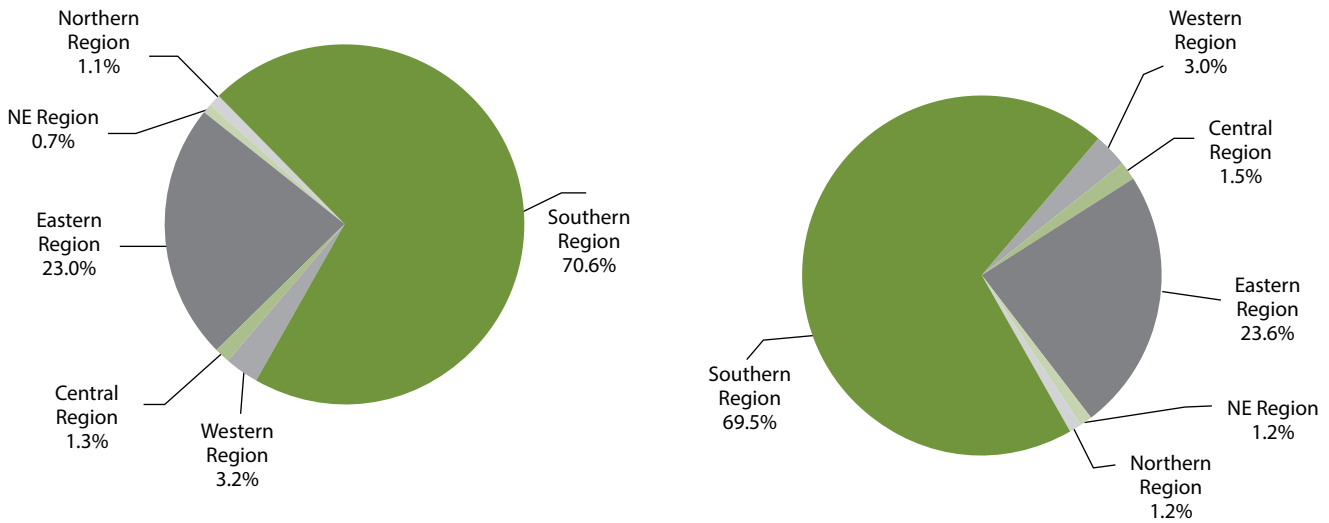 Northern
Region
1.1%
NE Region
0.7%
Eastern
Region
23.0%
Central
Region
1.3%
Western
Region
3.2%
Southern
Region
70.6%
Western
Region
3.0%
Central
Region
1.5%
Eastern
Region
23.6%
NE Region
1.2%
Northern
Region
1.2%
Southern
Region
69.5%